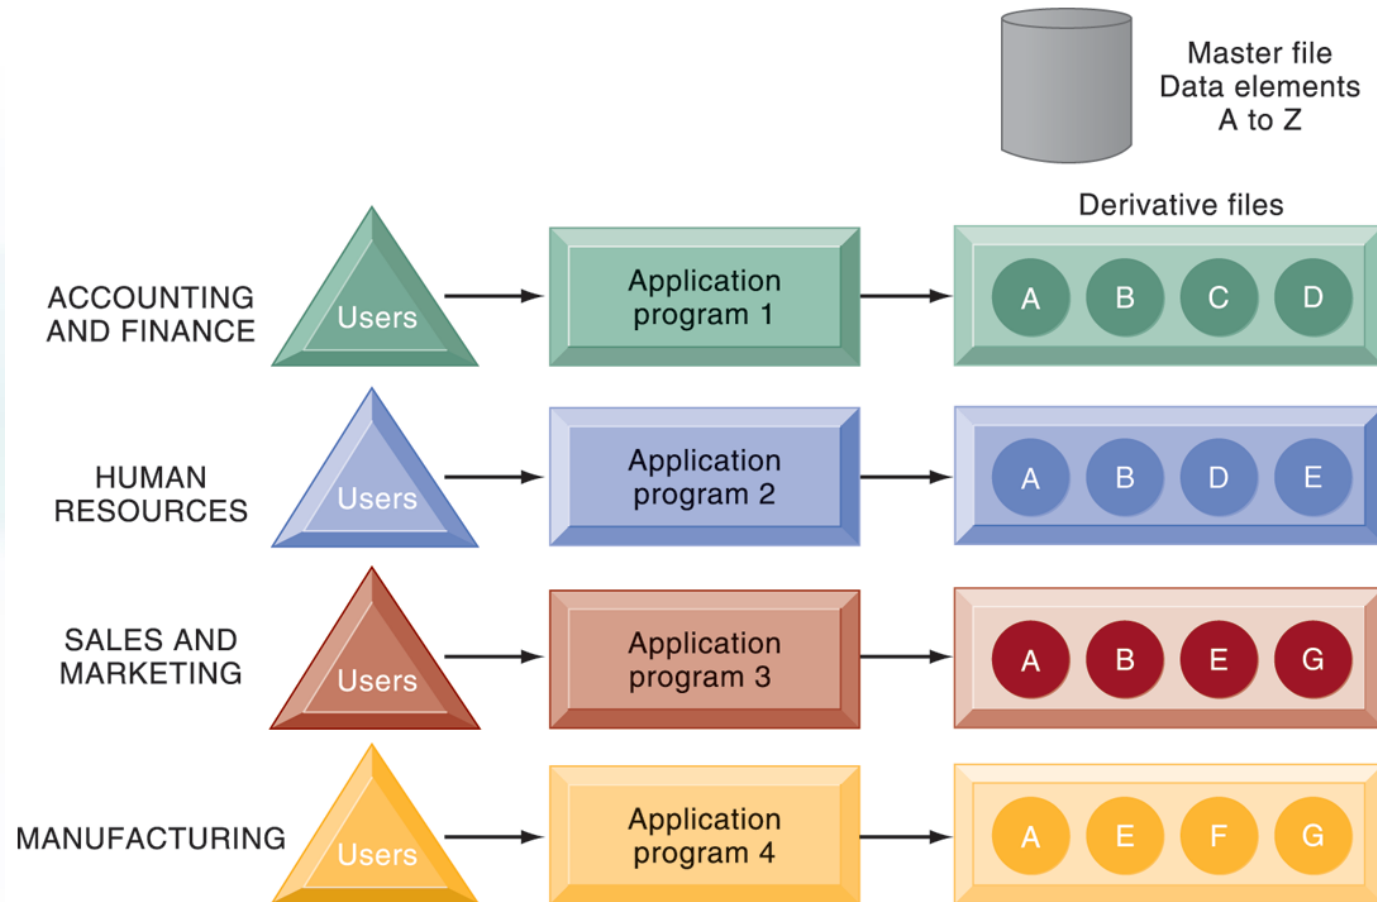 Master file
Data elements
A to Z
Derivative files
ACCOUNTING
AND FINANCE
Users
Application
program 1
A B C D
HUMAN
RESOURCES
Users
Application
program 2
A B D E
SALES AND
MARKETING
Users
Application
program 3
A B E G
MANUFACTURING
Users
Application
program 4
A E F G